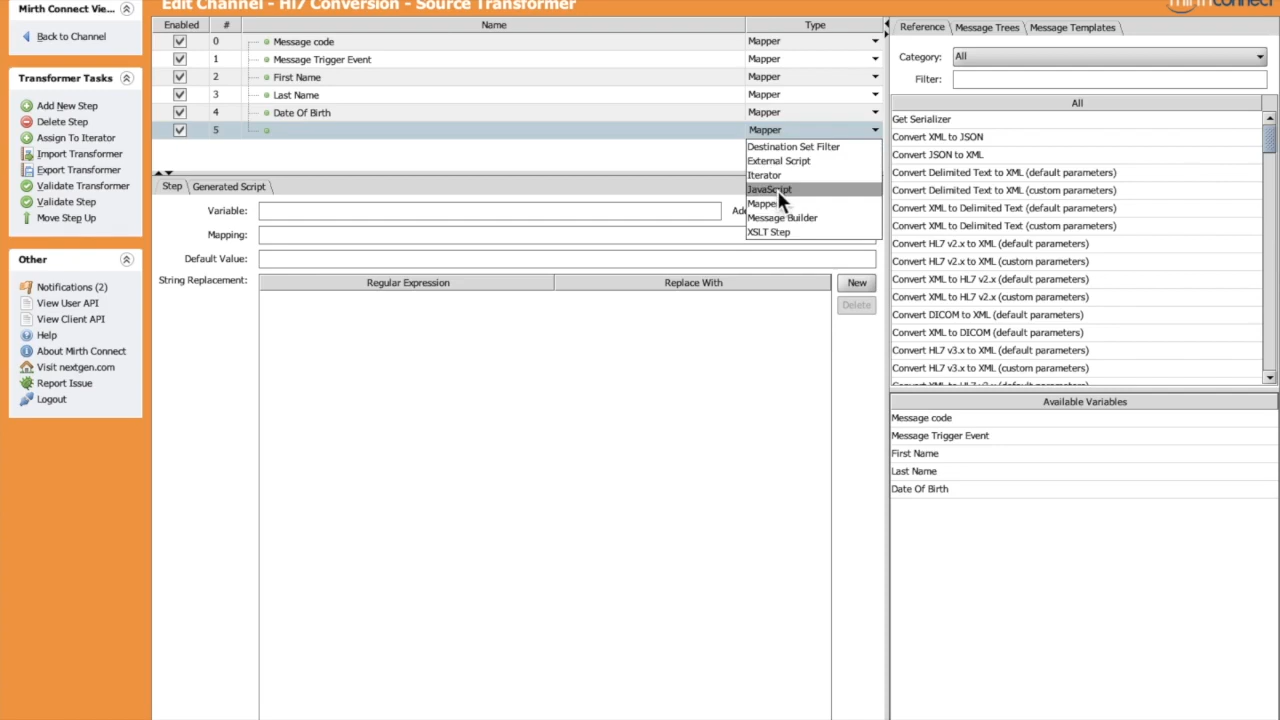 Mirth Connect Vie...
Back to Channel
Transformer Tasks
Add New Step
Delete Step
Assign To Iterator
Import Transformer
Export Transformer
Validate Transformer
Validate Step
Move Step Up
Other
Notifications (2)
View User API
View Client API
Help
About Mirth Connect
Visit nextgen.com
Report Issue
Logout
Edit Channel - Hl7 Conversion - Source Transformer
Enabled # Name Type
0 Message code Mapper
1 Message Trigger Event Mapper
2 First Name Mapper
3 Last Name Mapper
4 Date Of Birth Mapper
5 Mapper
Destination Set Filter
External Script
Iterator
JavaScript
Mapper
Message Builder
XSLT Step
Step Generated Script
Variable:
Mapping:
Default Value:
String Replacement: Regular Expression Replace With New
Delete
mirth connect
Reference Message Trees Message Templates
Category: All
Filter:
All
Get Serializer
Convert XML to JSON
Convert JSON to XML
Convert Delimited Text to XML (default parameters)
Convert Delimited Text to XML (custom parameters)
Convert XML to Delimited Text (default parameters)
Convert XML to Delimited Text (custom parameters)
Convert HL7 v2.x to XML (default parameters)
Convert HL7 v2.x to XML (custom parameters)
Convert XML to HL7 v2.x (default parameters)
Convert XML to HL7 v2.x (custom parameters)
Convert DICOM to XML (default parameters)
Convert XML to DICOM (default parameters)
Convert HL7 v3.x to XML (default parameters)
Convert HL7 v3.x to XML (custom parameters)
Available Variables
Message code
Message Trigger Event
First Name
Last Name
Date Of Birth